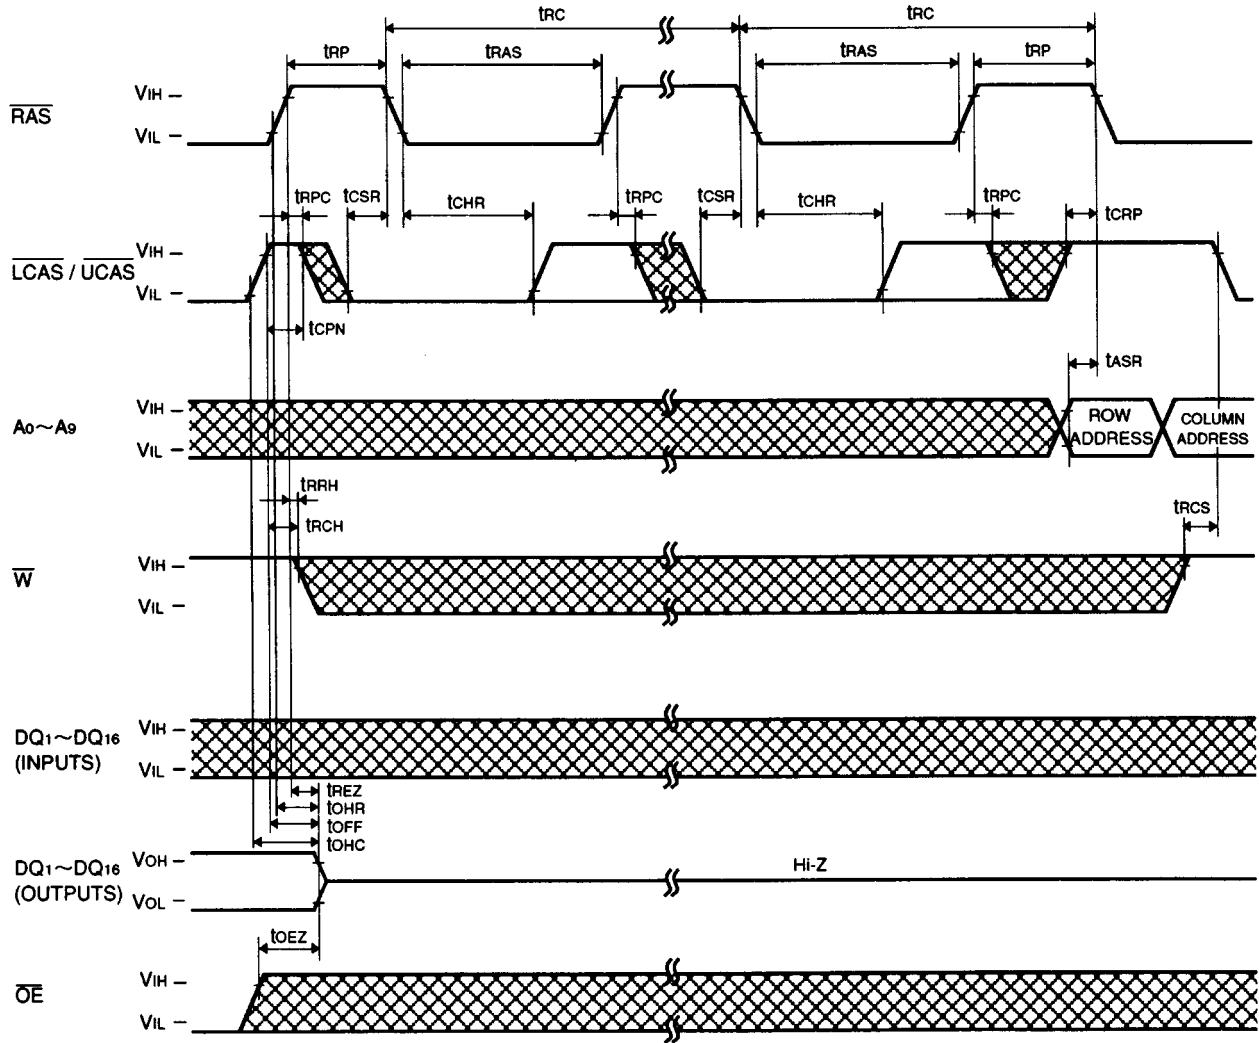 tRC tRC
tRP tRAS tRAS tRP
RAS VIH
VIL
tRPC tCSR tCHR tRPC tCSR tCHR tRPC tCRP
LCAS / UCAS VIH
VIL
tCPN
tASR
A0~A9 VIH
VIL
ROW ADDRESS
COLUMN ADDRESS
tRRH
tRCH
tRCS
W VIH
VIL
DQ1~DQ16 (INPUTS) VIH
VIL
tREZ
tOHR
tOFF
tOHC
DQ1~DQ16 (OUTPUTS) VOH
VOL
Hi-Z
tOEZ
OE VIH
VIL